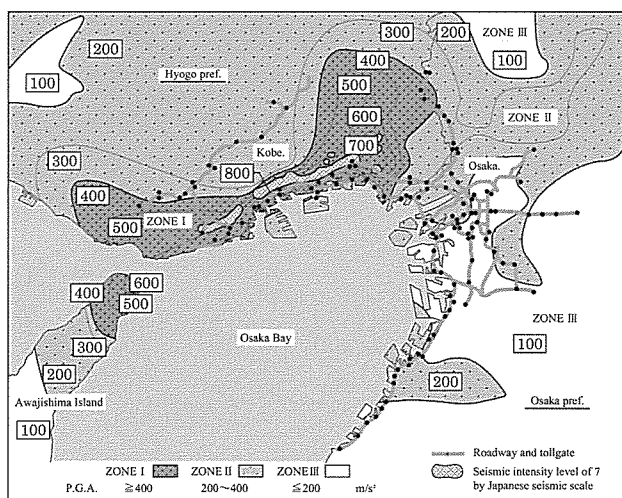 200
300
200
ZONE Ⅲ
100
100
Hyogo pref.
400
500
600
700
ZONE Ⅱ
Kobe.
300
800
Osaka.
400
ZONE Ⅰ
500
600
400
500
300
Osaka Bay
ZONE Ⅲ
100
200
200
Awajishima Island
Osaka pref.
100
ZONE Ⅰ ZONE Ⅱ ZONE Ⅲ
P.G.A. ≧400 200~400 ≦200 m/s²
Roadway and tollgate
Seismic intensity level of 7
by Japanese seismic scale